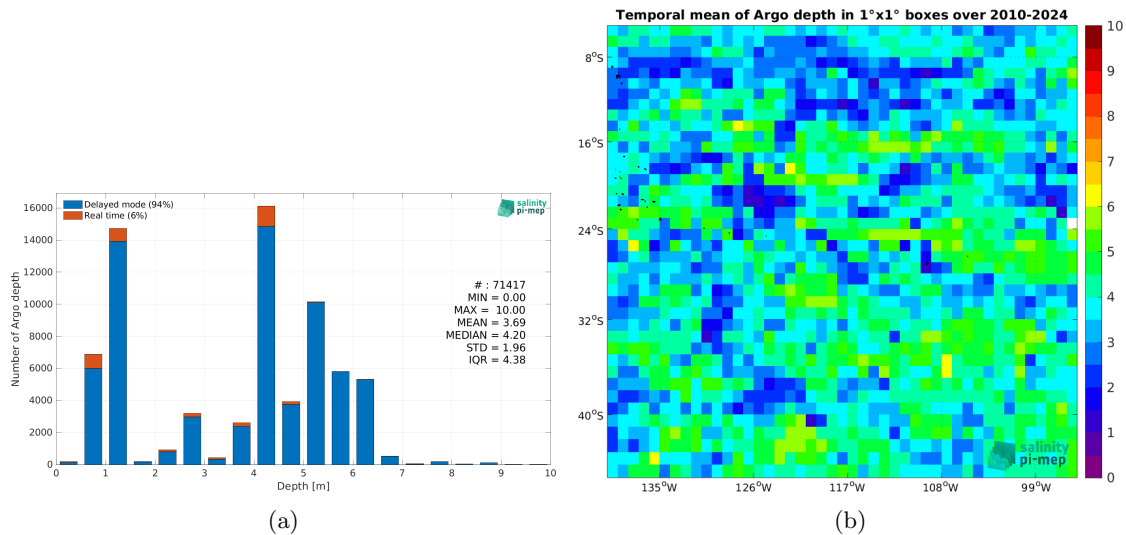 Delayed mode (94%)
Real time (6%)
salinity
pi-mep
16000
14000
12000
10000
8000
6000
4000
2000
0
Number of Argo depth
# : 71417
MIN = 0.00
MAX = 10.00
MEAN = 3.69
MEDIAN = 4.20
STD = 1.96
IQR = 4.38
0 1 2 3 4 5 6 7 8 9 10
Depth [m]
(a)
Temporal mean of Argo depth in 1°x1° boxes over 2010-2024
8°S
16°S
24°S
32°S
40°S
135°W 126°W 117°W 108°W 99°W
salinity
pi-mep
10
9
8
7
6
5
4
3
2
1
0
(b)